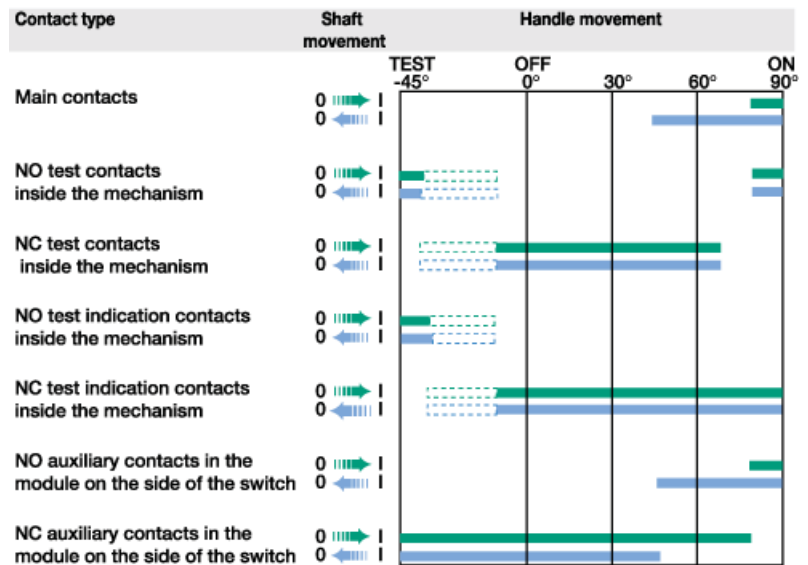 Contact type Shaft movement Handle movement
TEST OFF ON
-45° 0° 30° 60° 90°
Main contacts
0 I
0
NO test contacts
inside the mechanism
0 I
0
NC test contacts
inside the mechanism
0 I
0
NO test indication contacts
inside the mechanism
0 I
0
NC test indication contacts
inside the mechanism
0 I
0
NO auxiliary contacts in the
module on the side of the switch
0 I
0
NC auxiliary contacts in the
module on the side of the switch
0 I
0